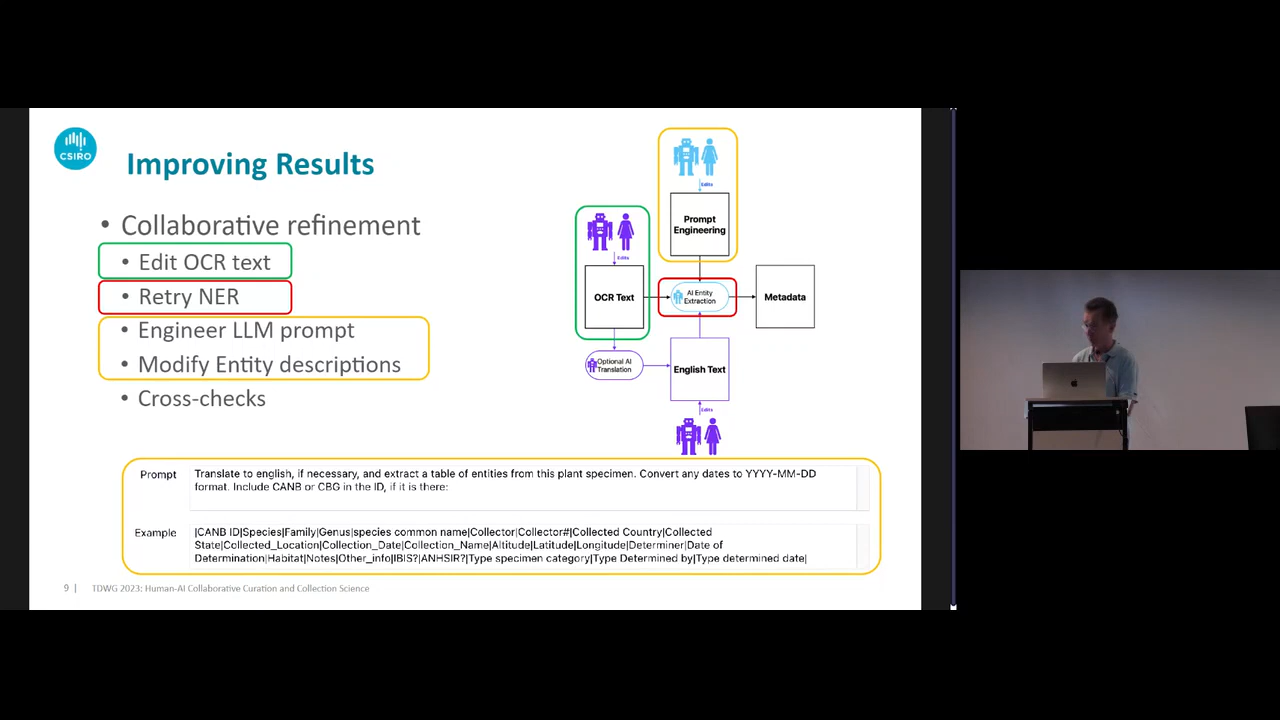 CSIRO
Improving Results
• Collaborative refinement
• Edit OCR text
• Retry NER
• Engineer LLM prompt
• Modify Entity descriptions
• Cross-checks
Edits
Prompt
Engineering
Edits
OCR Text
AI Entity
Extraction
Metadata
Optional AI
Translation
English Text
Edits
Prompt
Translate to english, if necessary, and extract a table of entities from this plant specimen. Convert any dates to YYYY-MM-DD
format. Include CANB or CBG in the ID, if it is there:
Example
|CANB ID|Species|Family|Genus|species common name|Collector|Collector#|Collected Country|Collected
State|Collected_Location|Collection_Date|Collection_Name|Altitude|Latitude|Longitude|Determiner|Date of
Determination|Habitat|Notes|Other_info|IBIS?|ANHSIR?|Type specimen category|Type Determined by|Type determined date|
9 | TDWG 2023: Human-AI Collaborative Curation and Collection Science